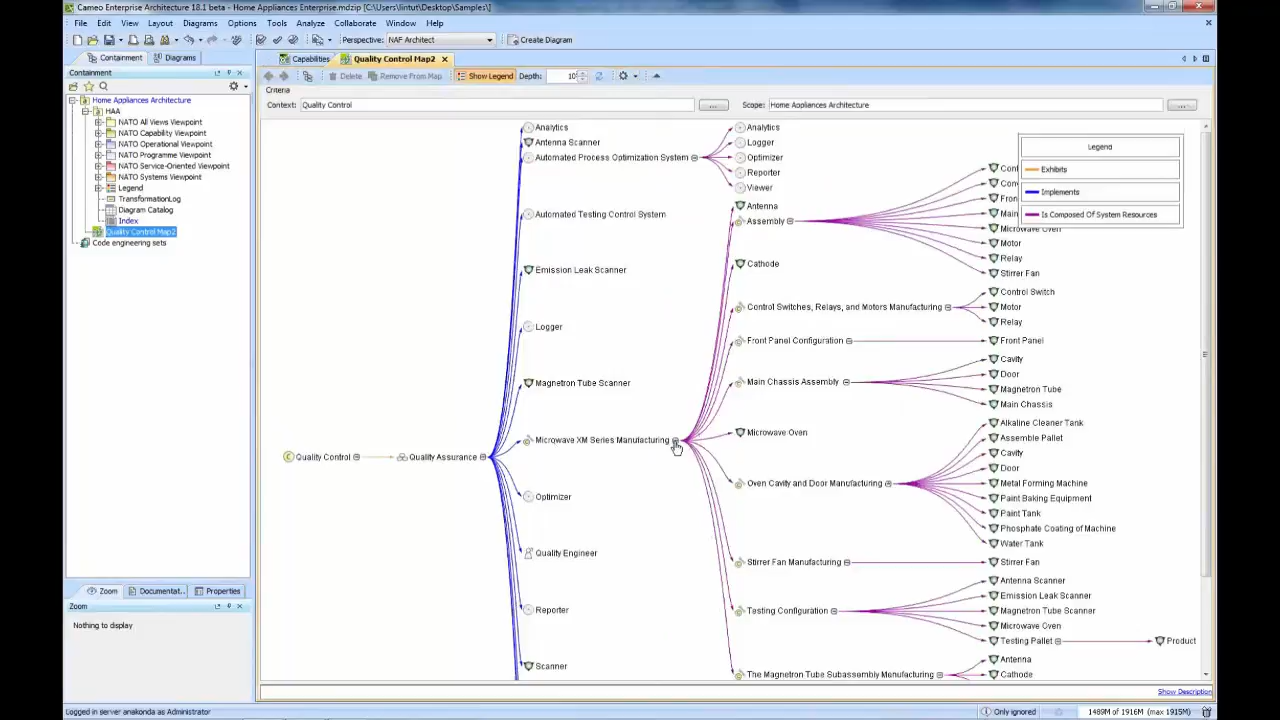 Cameo Enterprise Architecture 18.1 beta - Home Appliances Enterprise.mdzip [C:\Users\lintut\Desktop\Samples\]
File Edit View Layout Diagrams Options Tools Analyze Collaborate Window Help
Perspective: NAF Architect Create Diagram
Containment Diagrams
Capabilities Quality Control Map2
Containment
Delete Remove From Map Show Legend Depth: 10
Criteria
Context: Quality Control ... Scope: Home Appliances Architecture ...
Home Appliances Architecture
HAA
NATO All Views Viewpoint
NATO Capability Viewpoint
NATO Operational Viewpoint
NATO Programme Viewpoint
NATO Service-Oriented Viewpoint
NATO Systems Viewpoint
Legend
TransformationLog
Diagram Catalog
Index
Quality Control Map2
Code engineering sets
Zoom Documentat... Properties
Zoom
Nothing to display
Quality Control
Quality Assurance
Analytics
Antenna Scanner
Automated Process Optimization System
Automated Testing Control System
Emission Leak Scanner
Logger
Magnetron Tube Scanner
Microwave XM Series Manufacturing
Optimizer
Quality Engineer
Reporter
Scanner
Analytics
Logger
Optimizer
Reporter
Viewer
Antenna
Assembly
Cathode
Control Switches, Relays, and Motors Manufacturing
Front Panel Configuration
Main Chassis Assembly
Microwave Oven
Oven Cavity and Door Manufacturing
Stirrer Fan Manufacturing
Testing Configuration
The Magnetron Tube Subassembly Manufacturing
Legend
Exhibits
Implements
Is Composed Of System Resources
Microwave Oven
Motor
Relay
Stirrer Fan
Control Switch
Motor
Relay
Front Panel
Cavity
Door
Magnetron Tube
Main Chassis
Alkaline Cleaner Tank
Assemble Pallet
Cavity
Door
Metal Forming Machine
Paint Baking Equipment
Paint Tank
Phosphate Coating of Machine
Water Tank
Stirrer Fan
Antenna Scanner
Emission Leak Scanner
Magnetron Tube Scanner
Microwave Oven
Testing Pallet
Product
Antenna
Cathode
Show Description
Logged in server anakonda as Administrator Only ignored 1489M of 1916M (max 1915M)